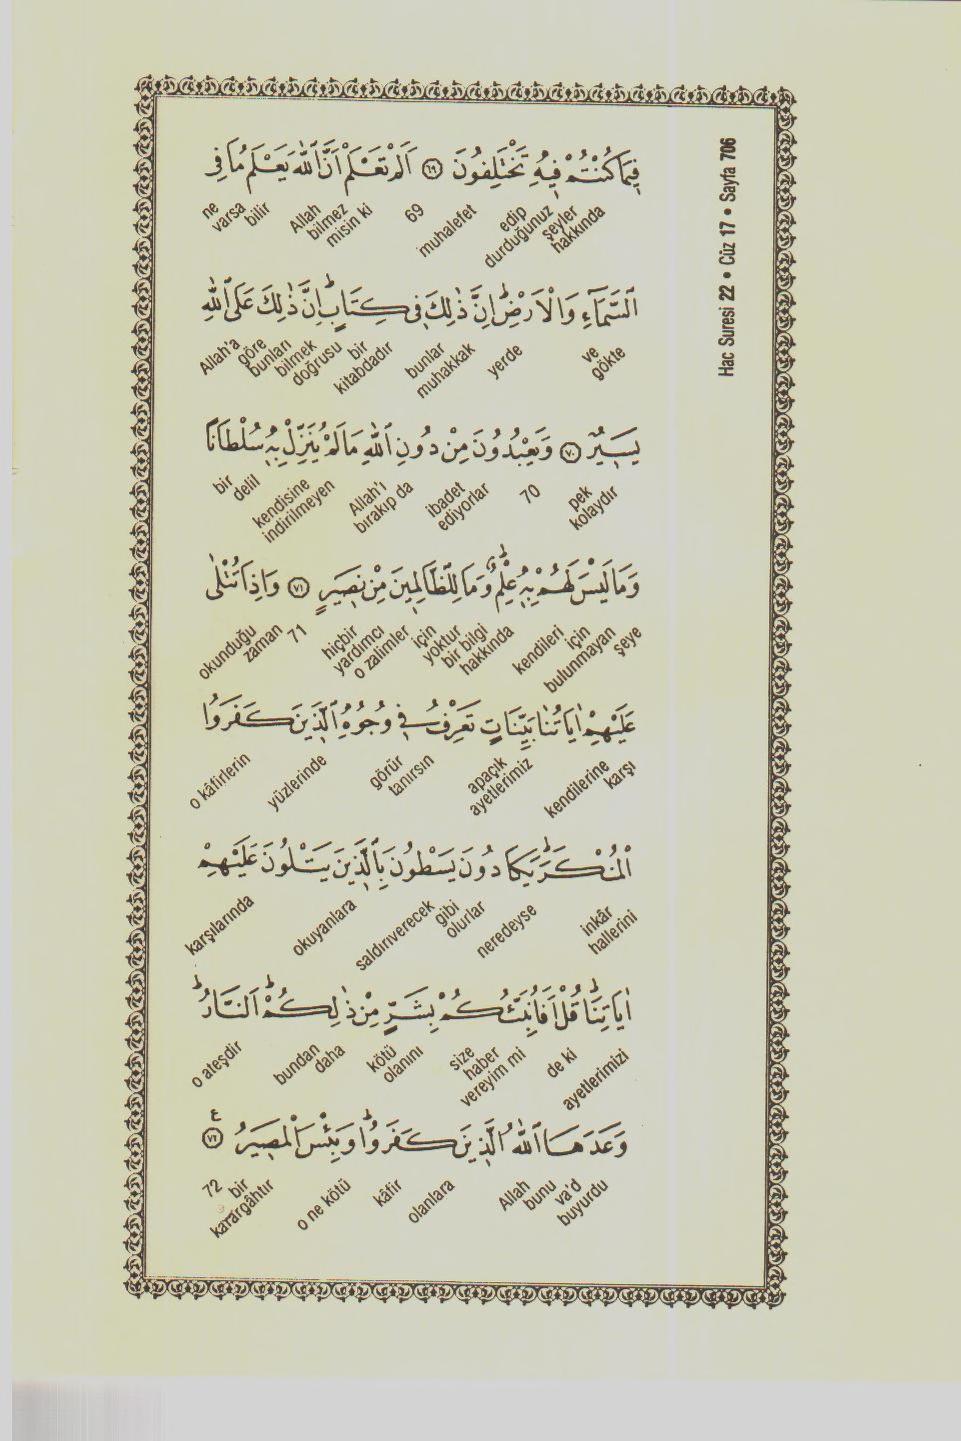 Hac Suresi 22 • Cüz 17 • Sayfa 706
فِيمَا كُنْتُمْ فِيهِ تَخْتَلِفُونَ ﴿٦٩﴾ اَلَمْ تَعْلَمْ اَنَّ اللّٰهَ يَعْلَمُ مَا فِي
hakkında şeyler durduğunuz edip muhalefet 69 misin ki bilmez Allah bilir varsa ne
السَّمَٓاءِ وَالْاَرْضِۜ اِنَّ ذٰلِكَ فِي كِتَابٍۜ اِنَّ ذٰلِكَ عَلَى اللّٰهِ
gökte ve yerde muhakkak bunlar kitabdadır bir doğrusu bilmek bunları göre Allah'a
يَسِيرٌ ﴿٧٠﴾ وَيَعْبُدُونَ مِنْ دُونِ اللّٰهِ مَا لَمْ يُنَزِّلْ بِهِ سُلْطَانًا
kolaydır pek 70 ediyorlar ibadet bırakıp da Allah'ı indirilmeyen kendisine delil bir
وَمَا لَيْسَ لَهُمْ بِهِ عِلْمٌۜ وَمَا لِلظَّالِمِينَ مِنْ نَصِيرٍ ﴿٧١﴾ وَاِذَا تُتْلٰى
şeye bulunmayan için kendileri hakkında bir bilgi yoktur için o zalimler yardımcı hiçbir 71 zaman okunduğu
عَلَيْهِمْ اٰيَاتُنَا بَيِّنَاتٍ تَعْرِفُ فِي وُجُوهِ الَّذِينَ كَفَرُوا
karşı kendilerine ayetlerimiz apaçık tanırsın görür yüzlerinde o kâfirlerin
الْمُنْكَرَۜ يَكَادُونَ يَسْطُونَ بِالَّذِينَ يَتْلُونَ عَلَيْهِمْ
hallerini inkâr neredeyse olurlar gibi saldırıverecek okuyanlara karşılarında
اٰيَاتِنَاۜ قُلْ اَفَاُنَبِّئُكُمْ بِشَرٍّ مِنْ ذٰلِكُمْۜ اَلنَّارُۜ
ayetlerimizi de ki vereyim mi haber size olanını kötü daha bundan o ateşdir
وَعَدَهَا اللّٰهُ الَّذِينَ كَفَرُواۜ وَبِئْسَ الْمَصِيرُ ﴿٧٢﴾ ع
buyurdu va'd bunu Allah olanlara kâfir o ne kötü karargâhtır bir 72